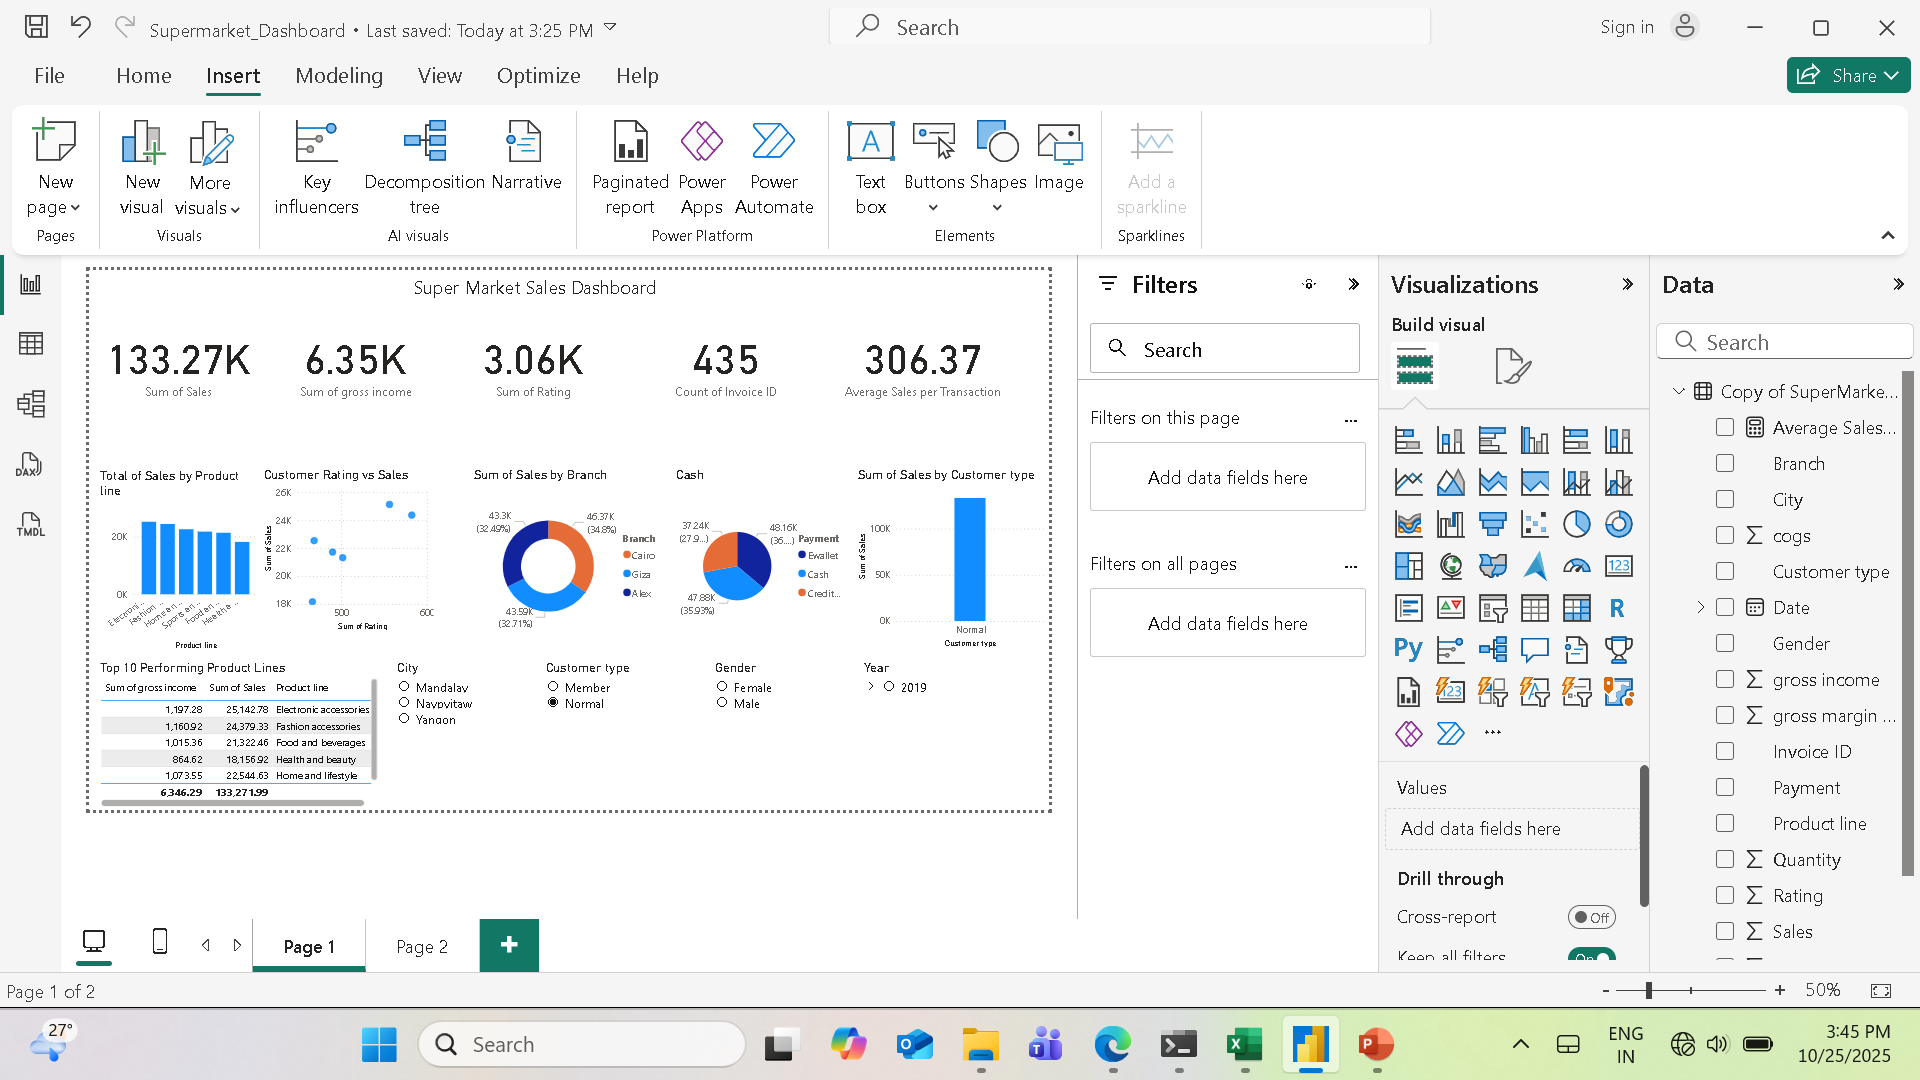 Supermarket_Dashboard • Last saved: Today at 3:25 PM
Search
Sign in
File Home Insert Modeling View Optimize Help
Share
New page
New visual
More visuals
Key influencers
Decomposition tree
Narrative
Paginated report
Power Apps
Power Automate
Text box
Buttons
Shapes
Image
Add a sparkline
Pages Visuals AI visuals Power Platform Elements Sparklines
DAX
TMDL
Super Market Sales Dashboard
133.27K
Sum of Sales
6.35K
Sum of gross income
3.06K
Sum of Rating
435
Count of Invoice ID
306.37
Average Sales per Transaction
Total of Sales by Product
line
20K
0K
Electroni...
Fashion ...
Home an...
Sports an...
Food an...
Health a...
Product line
Customer Rating vs Sales
26K
24K
22K
20K
18K
Sum of Sales
500 600
Sum of Rating
Sum of Sales by Branch
43.3K
(32.49%)
46.37K
(34.8%)
43.59K
(32.71%)
Branch
Cairo
Giza
Alex
Cash
37.24K
(27.9...)
48.16K
(36....)
47.88K
(35.93%)
Payment
Ewallet
Cash
Credit...
Sum of Sales by Customer type
100K
50K
0K
Sum of Sales
Normal
Customer type
Top 10 Performing Product Lines
Sum of gross income Sum of Sales Product line
1,197.28 25,142.78 Electronic accessories
1,160.92 24,379.33 Fashion accessories
1,015.36 21,322.46 Food and beverages
864.62 18,156.92 Health and beauty
1,073.55 22,544.63 Home and lifestyle
6,346.29 133,271.99
City
Mandalay
Naypyitaw
Yangon
Customer type
Member
Normal
Gender
Female
Male
Year
2019
Filters
Search
Filters on this page ...
Add data fields here
Filters on all pages ...
Add data fields here
Visualizations
Build visual
123
R
Py
123
...
Values
Add data fields here
Drill through
Cross-report Off
Keep all filters On
Data
Search
Copy of SuperMarke...
Average Sales...
Branch
City
cogs
Customer type
Date
Gender
gross income
gross margin ...
Invoice ID
Payment
Product line
Quantity
Rating
Sales
Page 1 Page 2 +
Page 1 of 2
- + 50%
27°
Search
ENG
IN
3:45 PM
10/25/2025